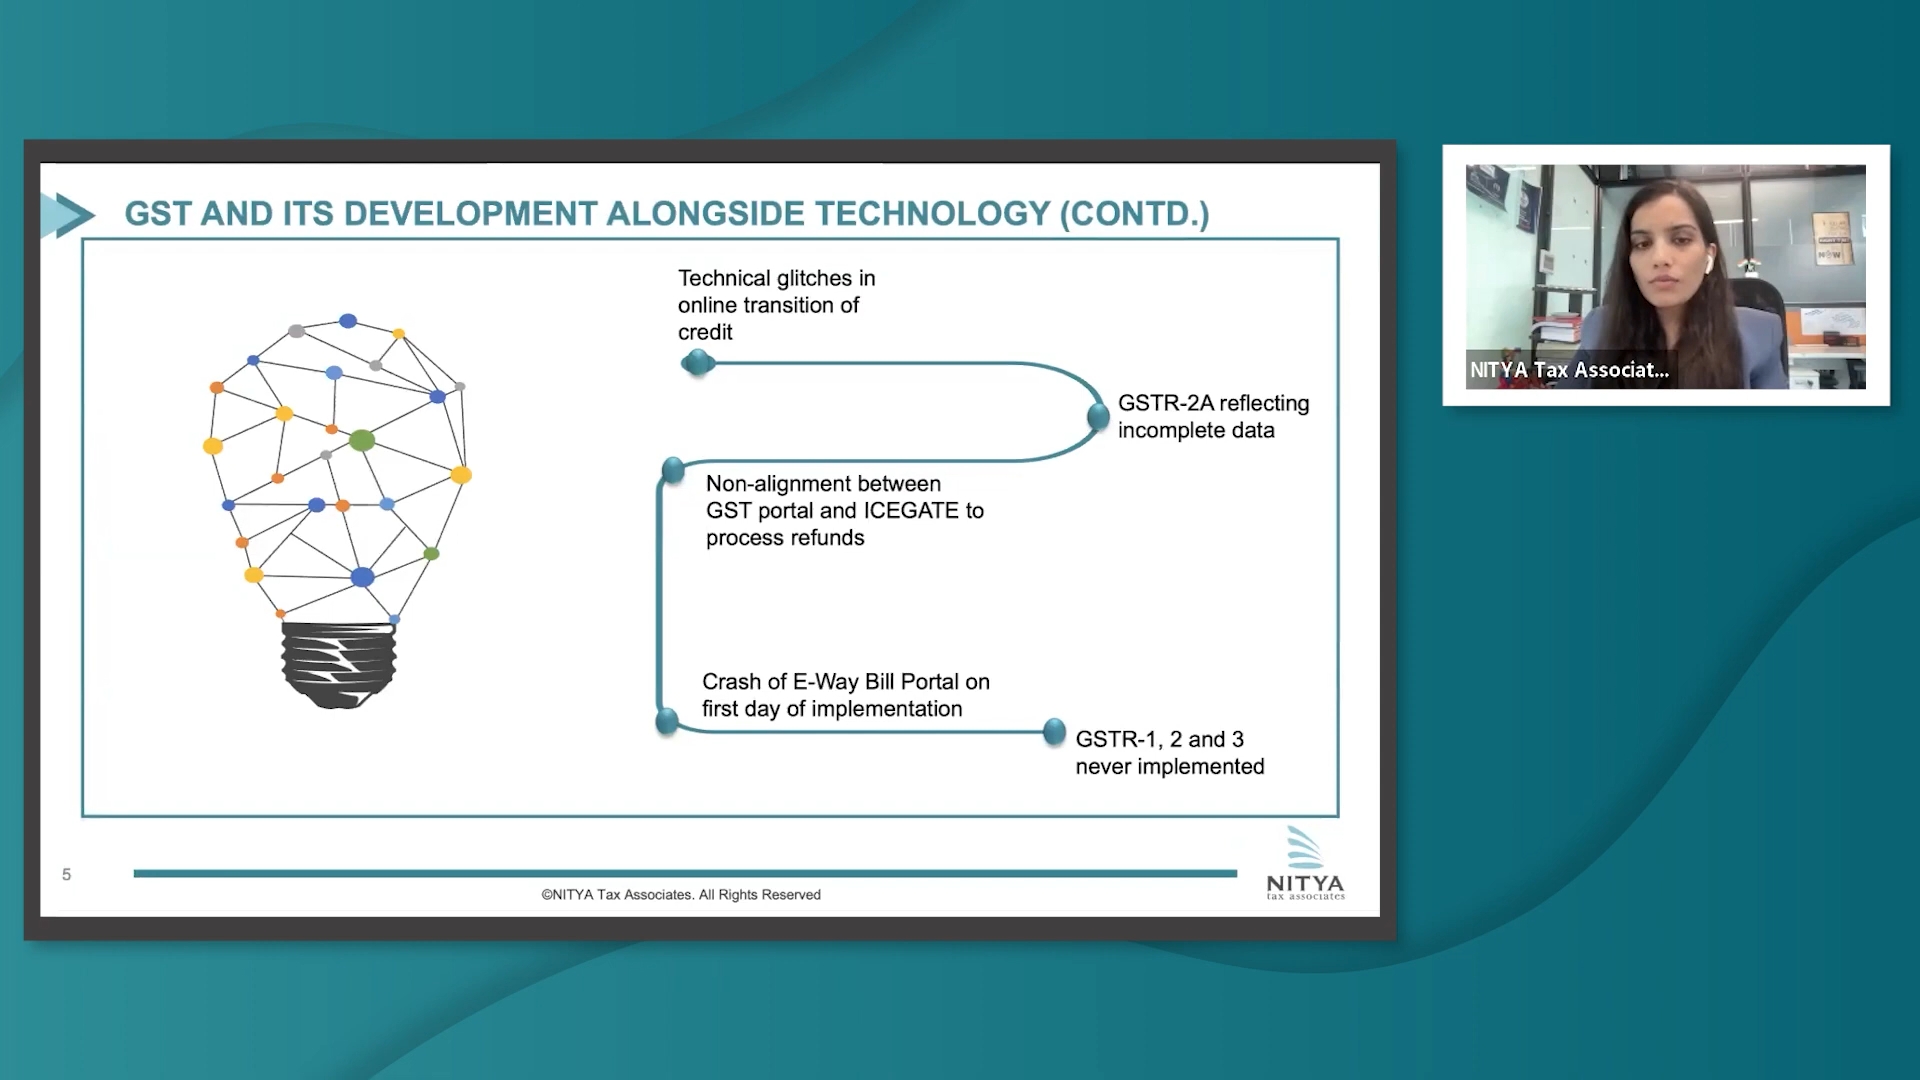 GST AND ITS DEVELOPMENT ALONGSIDE TECHNOLOGY (CONTD.)
Technical glitches in
online transition of
credit
GSTR-2A reflecting
incomplete data
Non-alignment between
GST portal and ICEGATE to
process refunds
Crash of E-Way Bill Portal on
first day of implementation
GSTR-1, 2 and 3
never implemented
5
©NITYA Tax Associates. All Rights Reserved
NITYA
tax associates
NITYA Tax Associat...